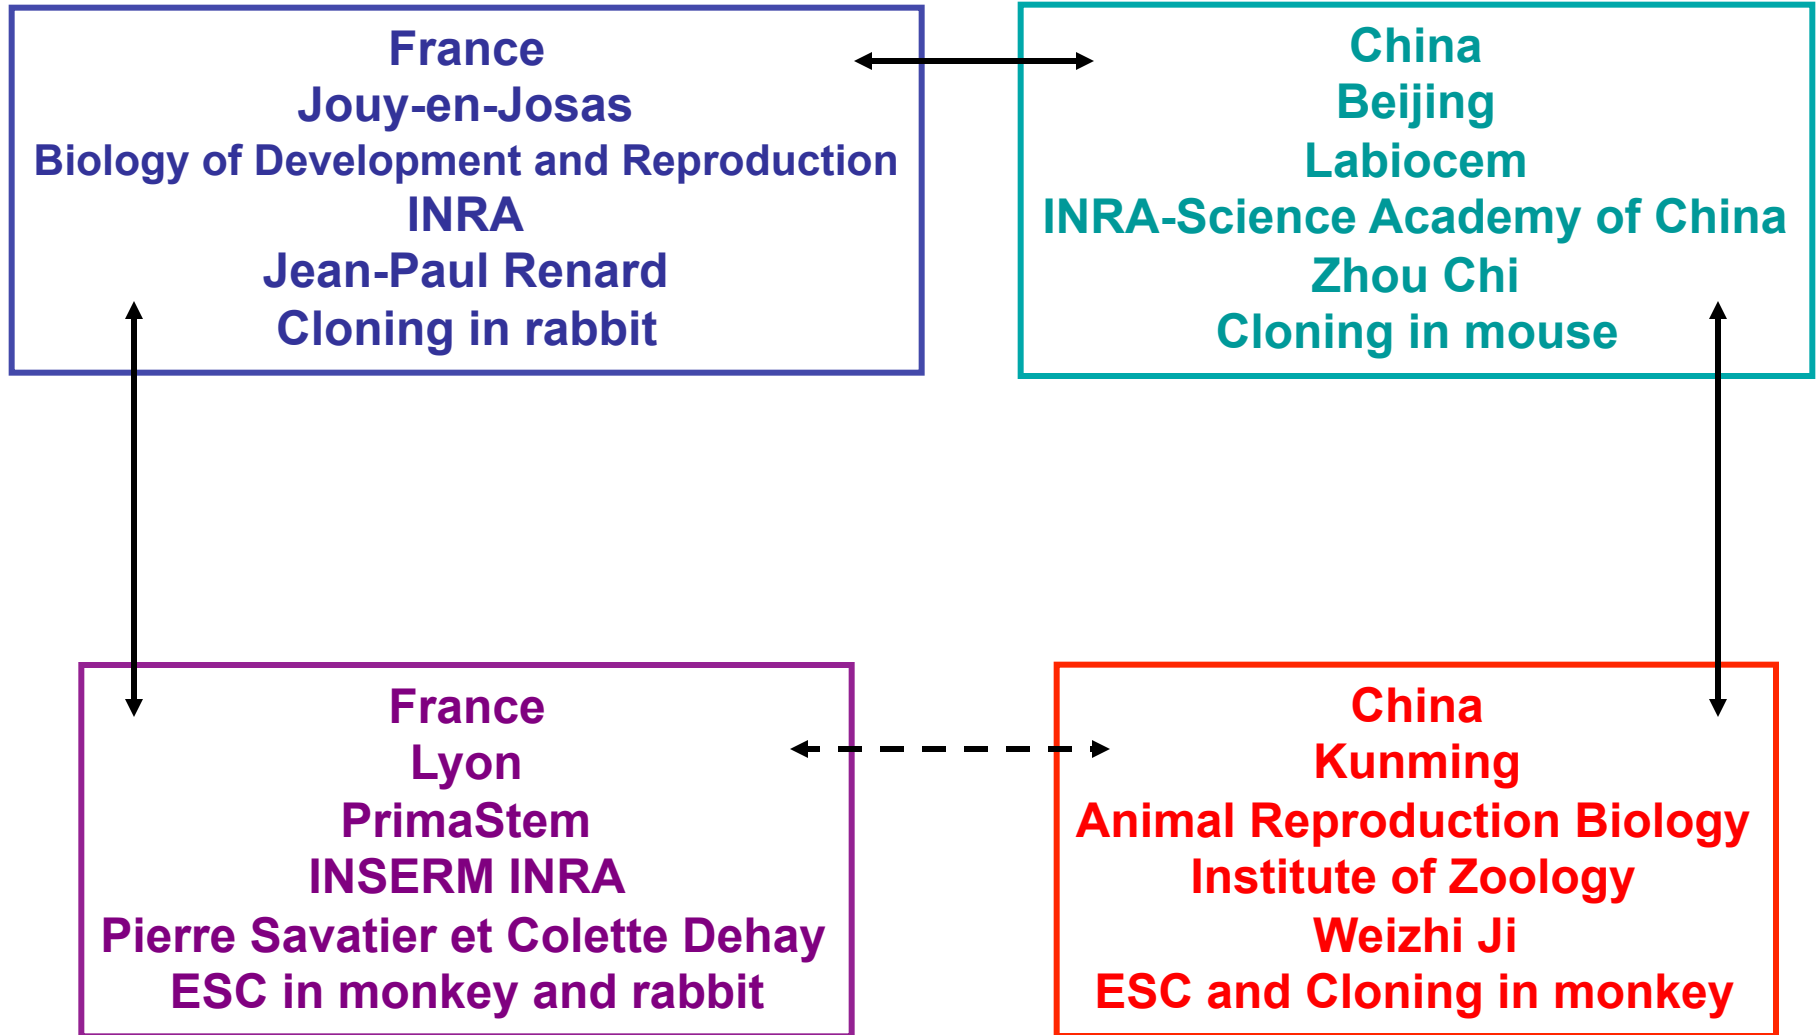 France
Jouy-en-Josas
Biology of Development and Reproduction
INRA
Jean-Paul Renard
Cloning in rabbit
China
Beijing
Labiocem
INRA-Science Academy of China
Zhou Chi
Cloning in mouse
France
Lyon
PrimaStem
INSERM INRA
Pierre Savatier et Colette Dehay
ESC in monkey and rabbit
China
Kunming
Animal Reproduction Biology
Institute of Zoology
Weizhi Ji
ESC and Cloning in monkey